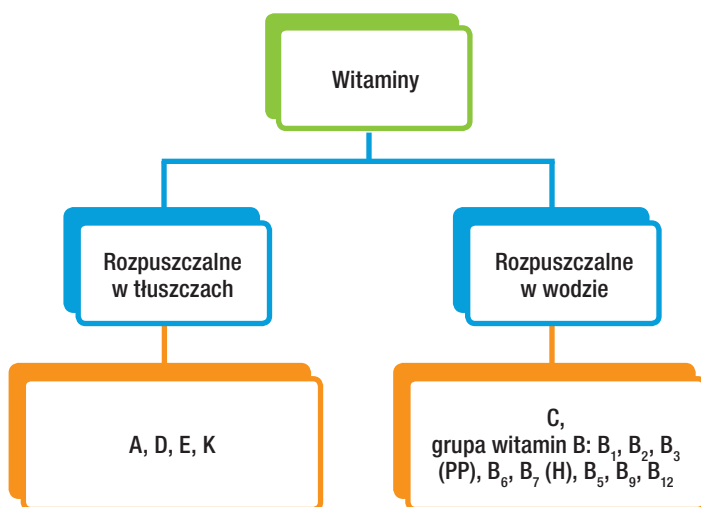 Witaminy
Rozpuszczalne
w tłuszczach
Rozpuszczalne
w wodzie
A, D, E, K
C,
grupa witamin B: B₁, B₂, B₃
(PP), B₆, B₇ (H), B₅, B₉, B₁₂